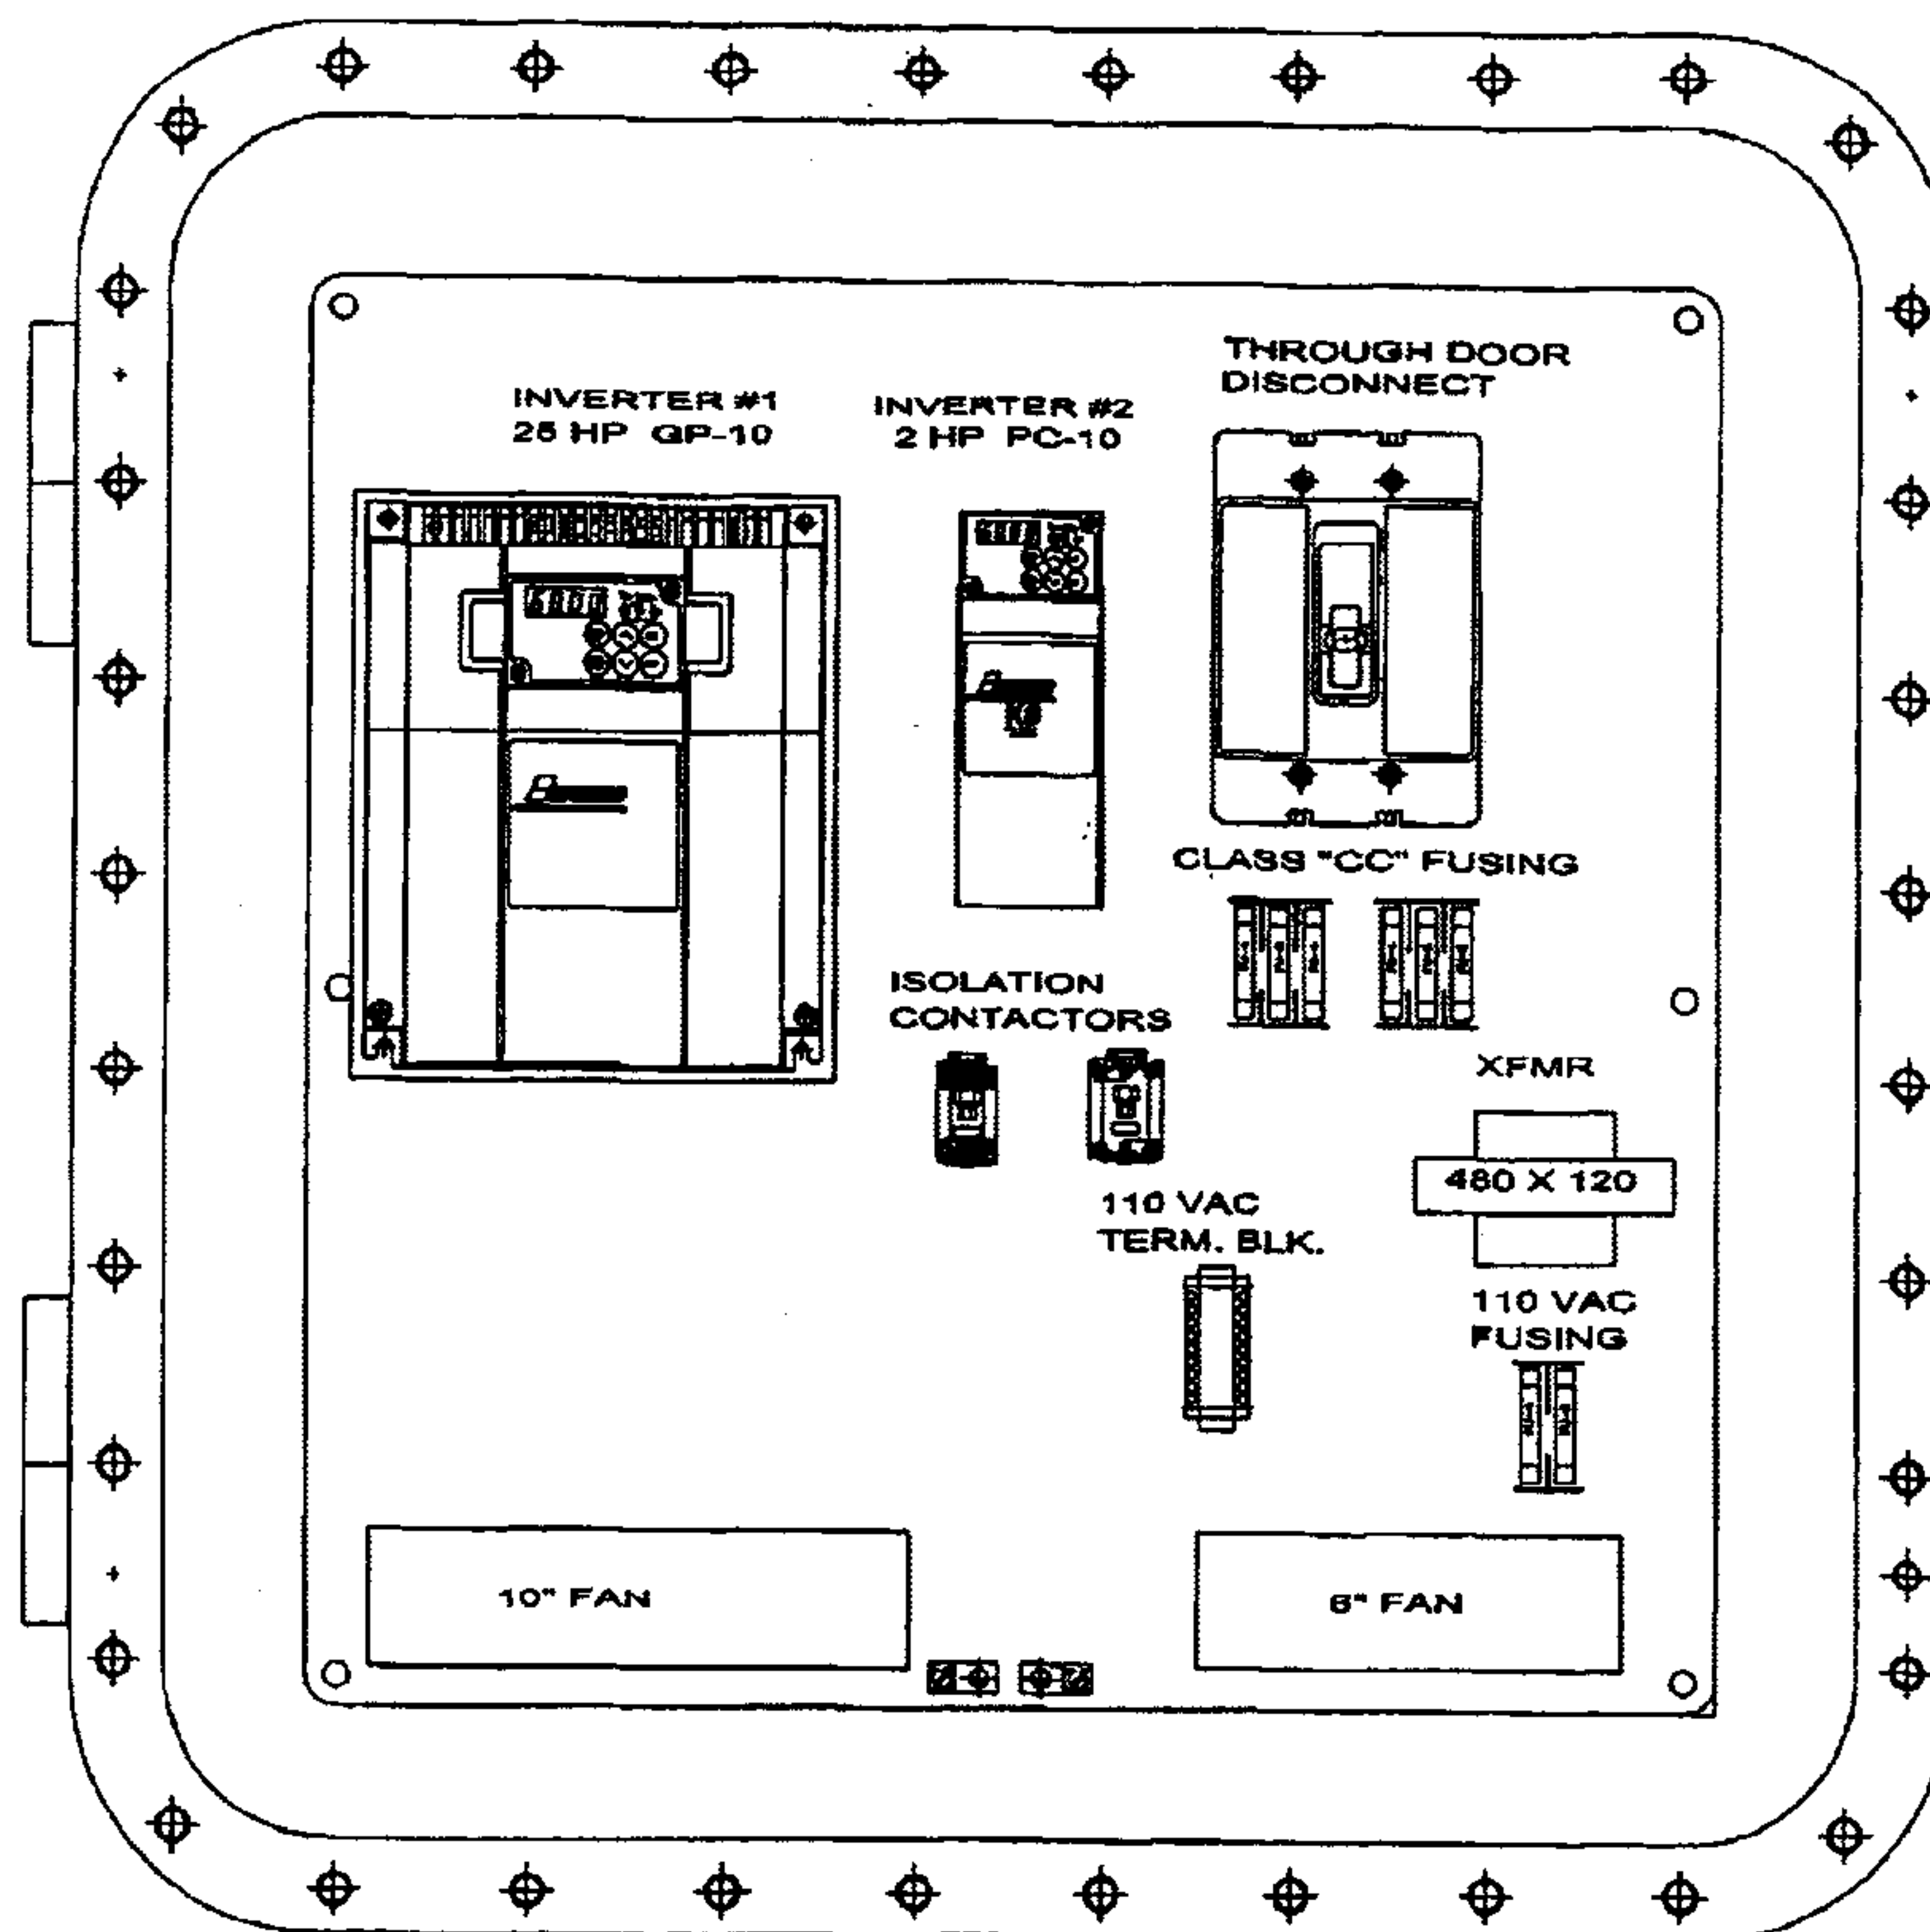 THROUGH DOOR
DISCONNECT
INVERTER #1
25 HP GP-10
INVERTER #2
2 HP PC-10
CLASS "CC" FUSING
ISOLATION
CONTACTORS
XFMR
480 X 120
110 VAC
TERM. BLK.
110 VAC
FUSING
10" FAN
6" FAN